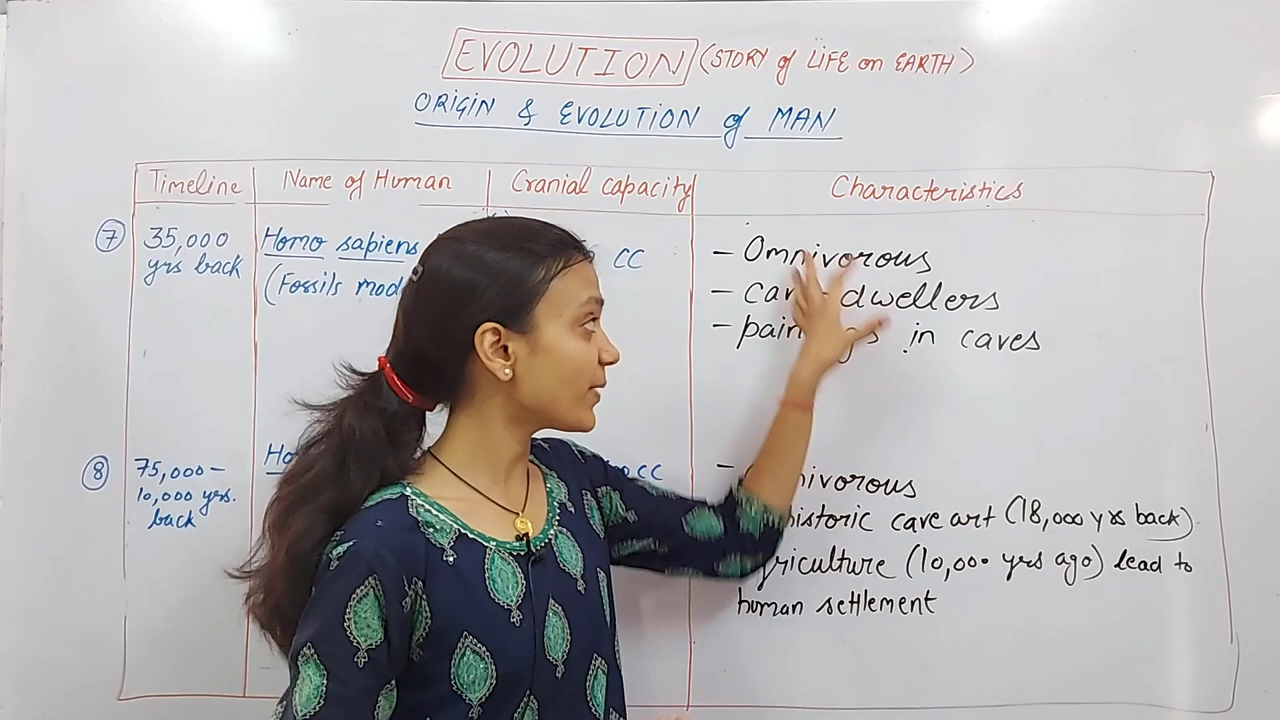 EVOLUTION (STORY of LIFE on EARTH)
ORIGIN & EVOLUTION of MAN
Timeline
Name of Human
Cranial capacity
Characteristics
7
35,000
yrs back
Homo sapiens
(Fossils
CC
- Omnivorous
- dwellers
- in caves
8
75,000-
10,000 yrs.
back
CC
-
cave art (18,000 yrs back)
(10,000 yrs ago) lead to
human settlement